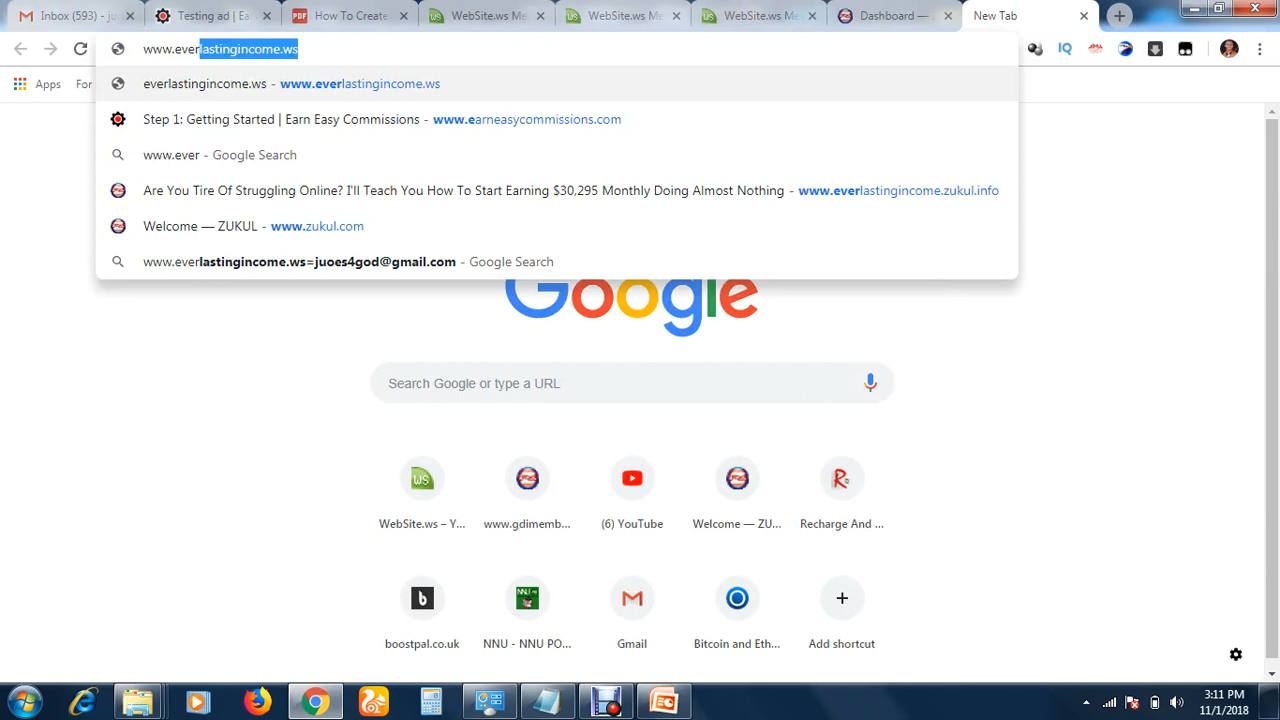 Inbox (593) - ju
Testing ad | Ea
How To Create
WebSite.ws Me
WebSite.ws Me
WebSite.ws Me
Dashboard — Z
New Tab
www.everlastingincome.ws
everlastingincome.ws - www.everlastingincome.ws
Apps
For
Step 1: Getting Started | Earn Easy Commissions - www.earneasycommissions.com
www.ever - Google Search
Are You Tire Of Struggling Online? I'll Teach You How To Start Earning $30,295 Monthly Doing Almost Nothing - www.everlastingincome.zukul.info
Welcome — ZUKUL - www.zukul.com
www.everlastingincome.ws=juoes4god@gmail.com - Google Search
Google
Search Google or type a URL
WebSite.ws – Y...
www.gdimemb...
(6) YouTube
Welcome — ZU...
Recharge And ...
boostpal.co.uk
NNU - NNU PO...
Gmail
Bitcoin and Eth...
Add shortcut
3:11 PM
11/1/2018